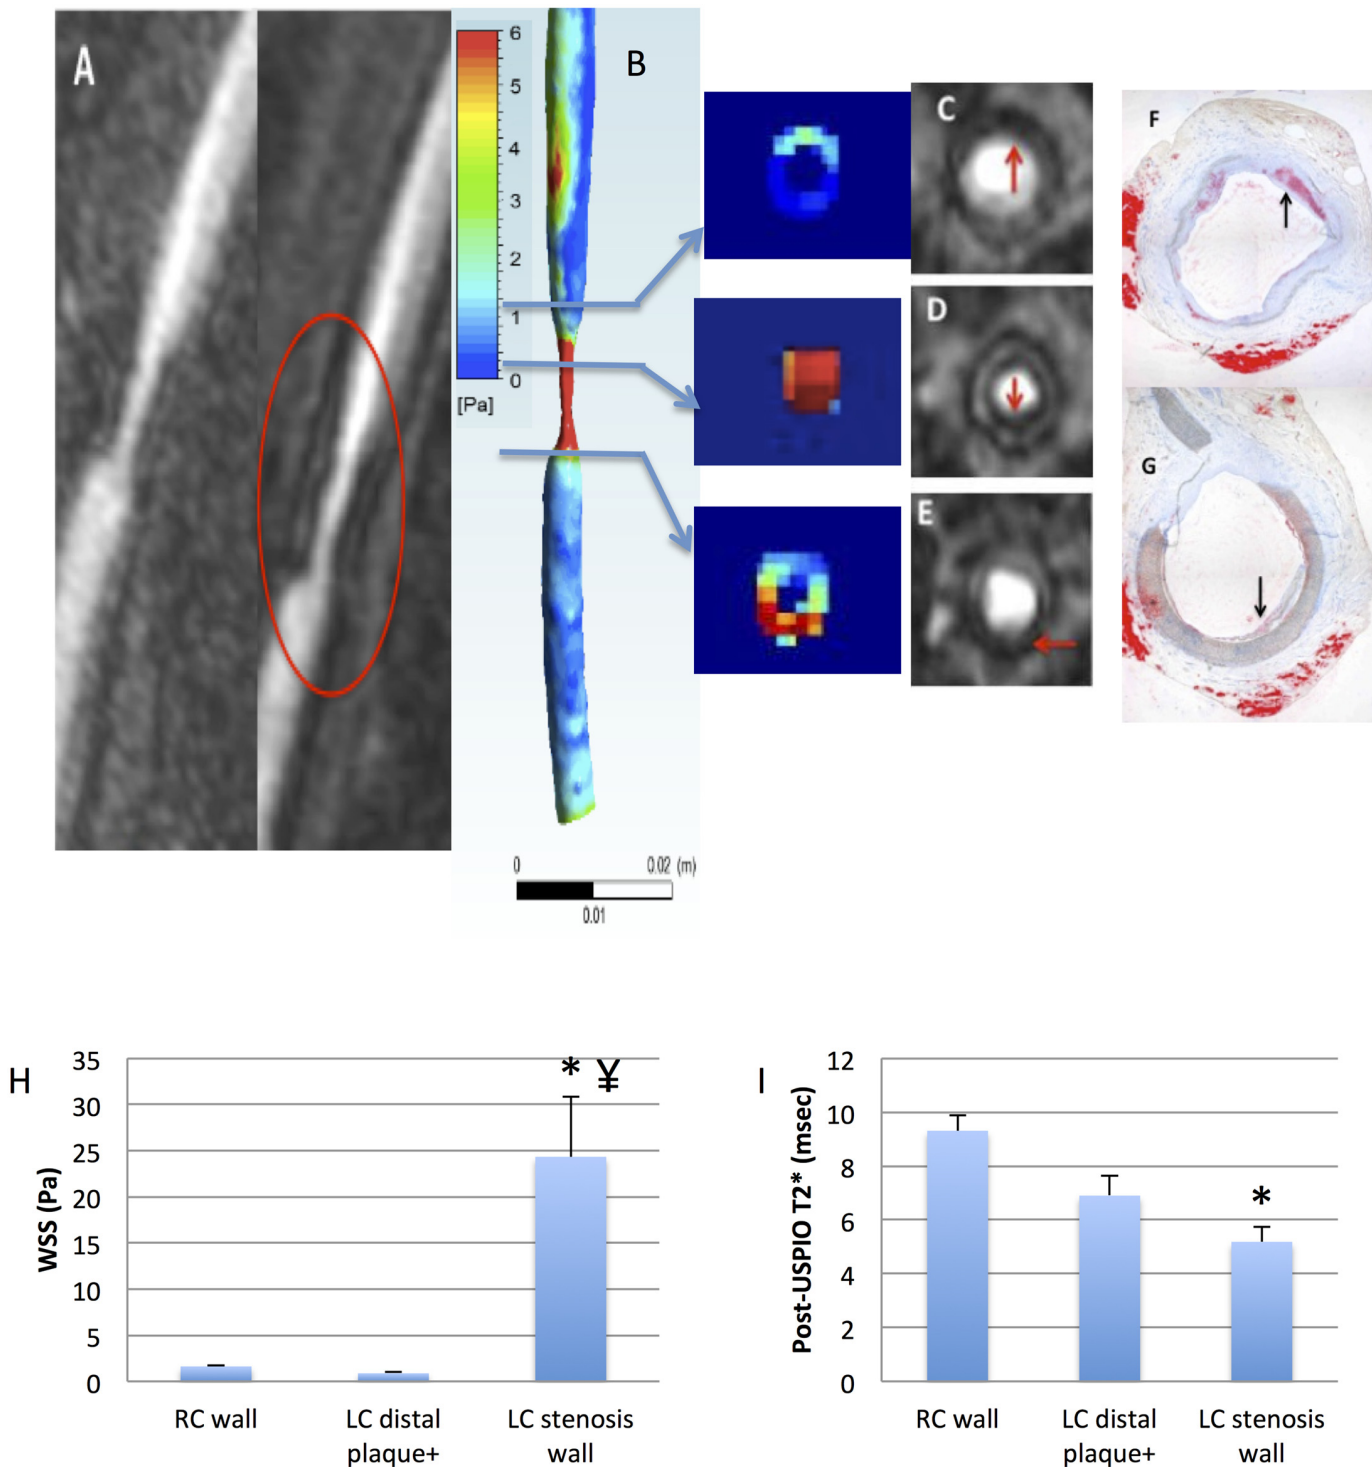 A
6
5
4
3
2
1
0
[Pa]
B
C
D
E
F
G
0
0.02 (m)
0.01
H
35
30
25
20
15
10
5
0
WSS (Pa)
* ¥
RC wall
LC distal
plaque+
LC stenosis
wall
I
12
10
8
6
4
2
0
Post-USPIO T2* (msec)
*
RC wall
LC distal
plaque+
LC stenosis
wall